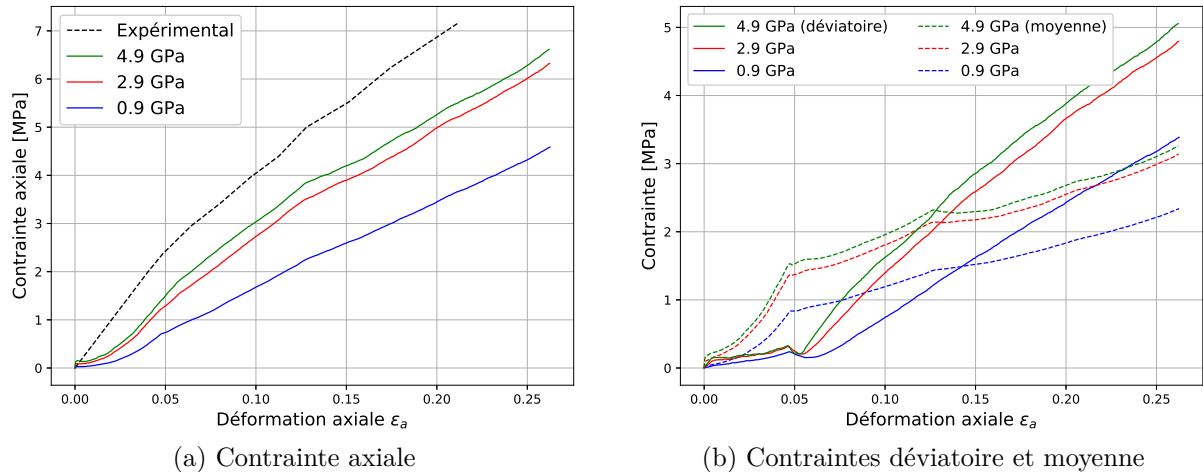 Expérimental
4.9 GPa
2.9 GPa
0.9 GPa
Contrainte axiale [MPa]
7
6
5
4
3
2
1
0
0.00 0.05 0.10 0.15 0.20 0.25
Déformation axiale εa
(a) Contrainte axiale
4.9 GPa (déviatoire) 4.9 GPa (moyenne)
2.9 GPa 2.9 GPa
0.9 GPa 0.9 GPa
Contrainte [MPa]
5
4
3
2
1
0
0.00 0.05 0.10 0.15 0.20 0.25
Déformation axiale εa
(b) Contraintes déviatoire et moyenne